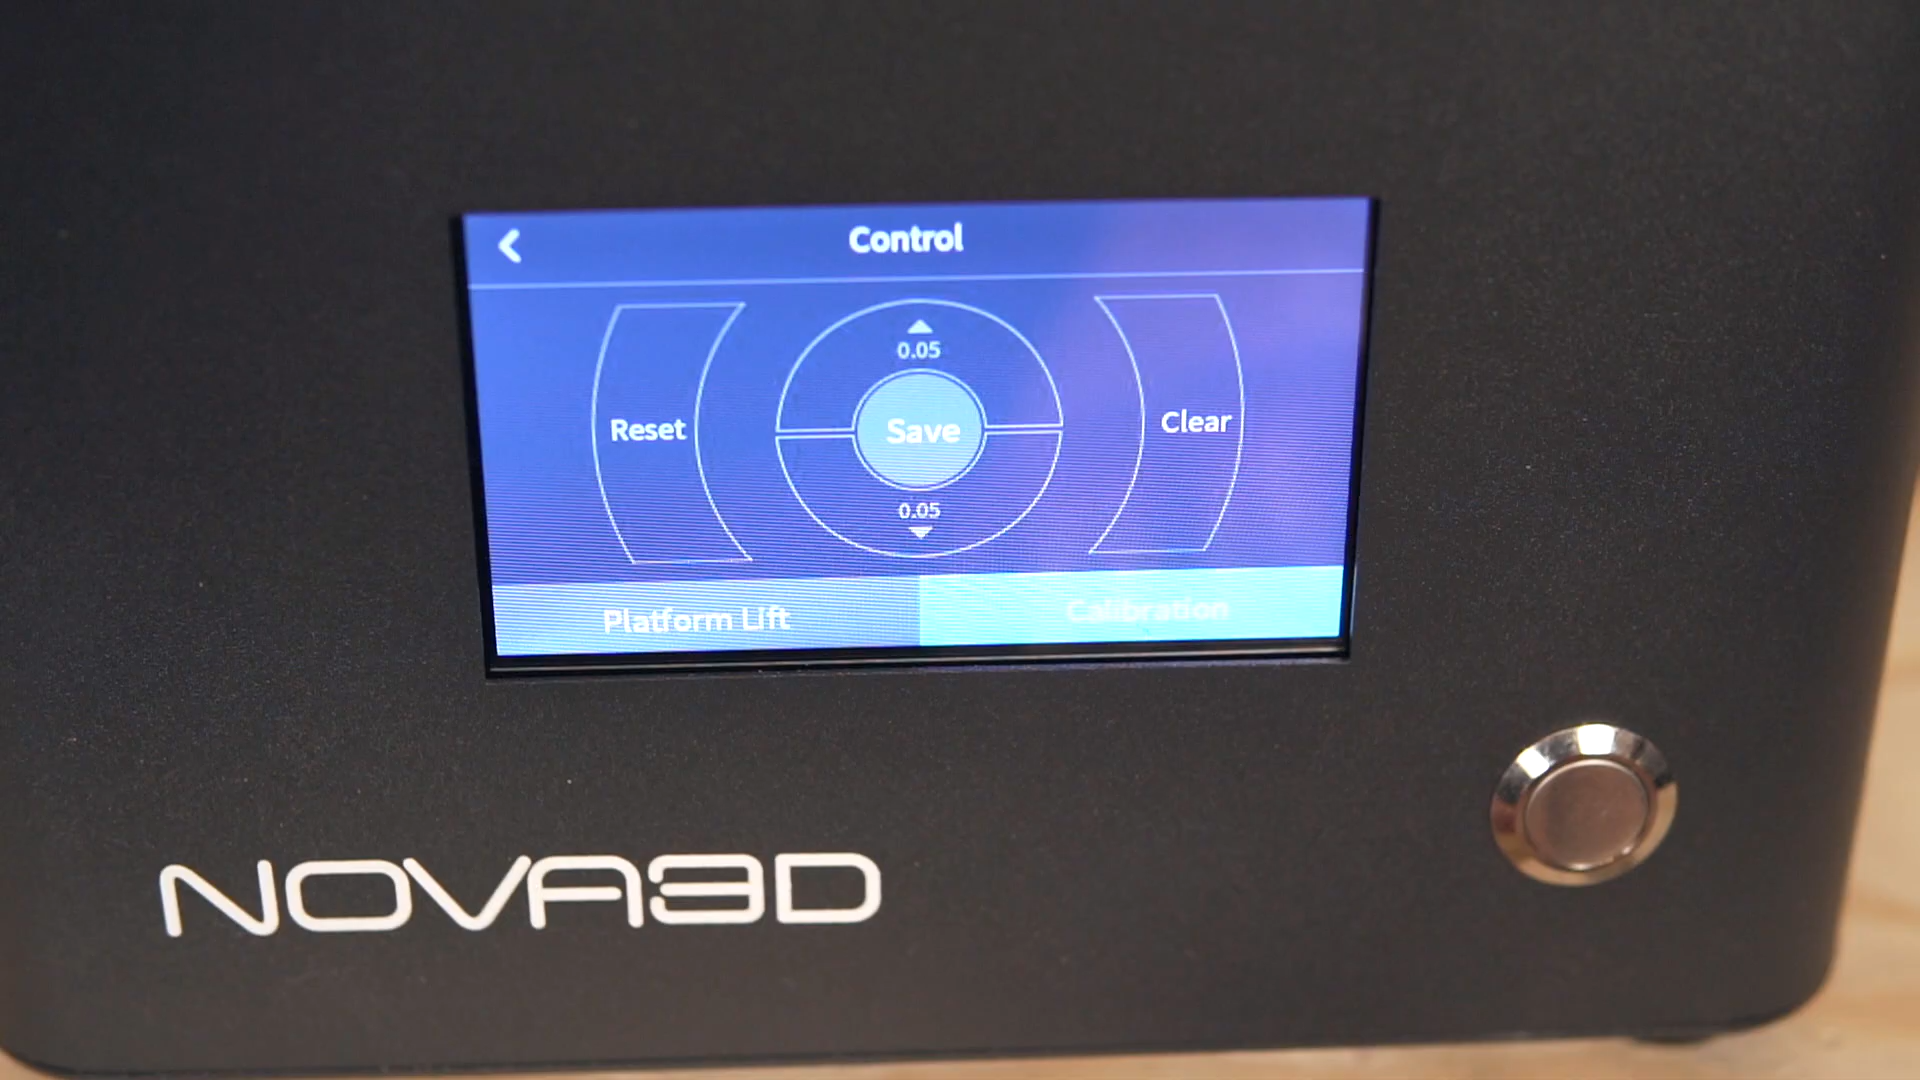 Control
0.05
Reset
Save
Clear
0.05
Platform Lift
Calibration
NOVA3D